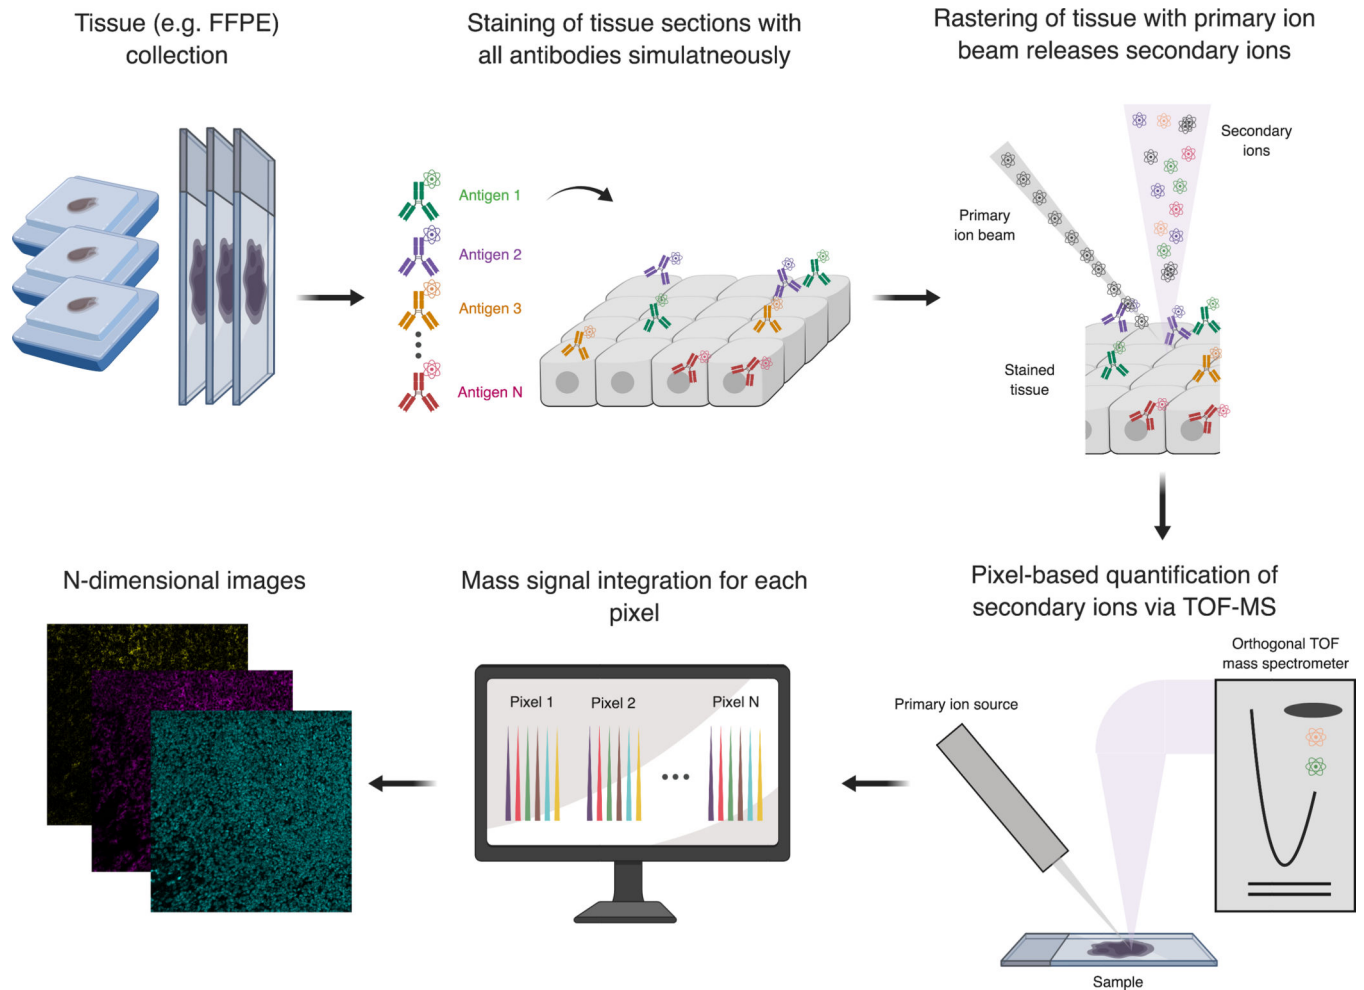 Tissue (e.g. FFPE)
collection
Staining of tissue sections with
all antibodies simulatneously
Rastering of tissue with primary ion
beam releases secondary ions
Antigen 1
Antigen 2
Antigen 3
Antigen N
Primary
ion beam
Secondary
ions
Stained
tissue
N-dimensional images
Mass signal integration for each
pixel
Pixel 1
Pixel 2
Pixel N
Pixel-based quantification of
secondary ions via TOF-MS
Orthogonal TOF
mass spectrometer
Primary ion source
Sample